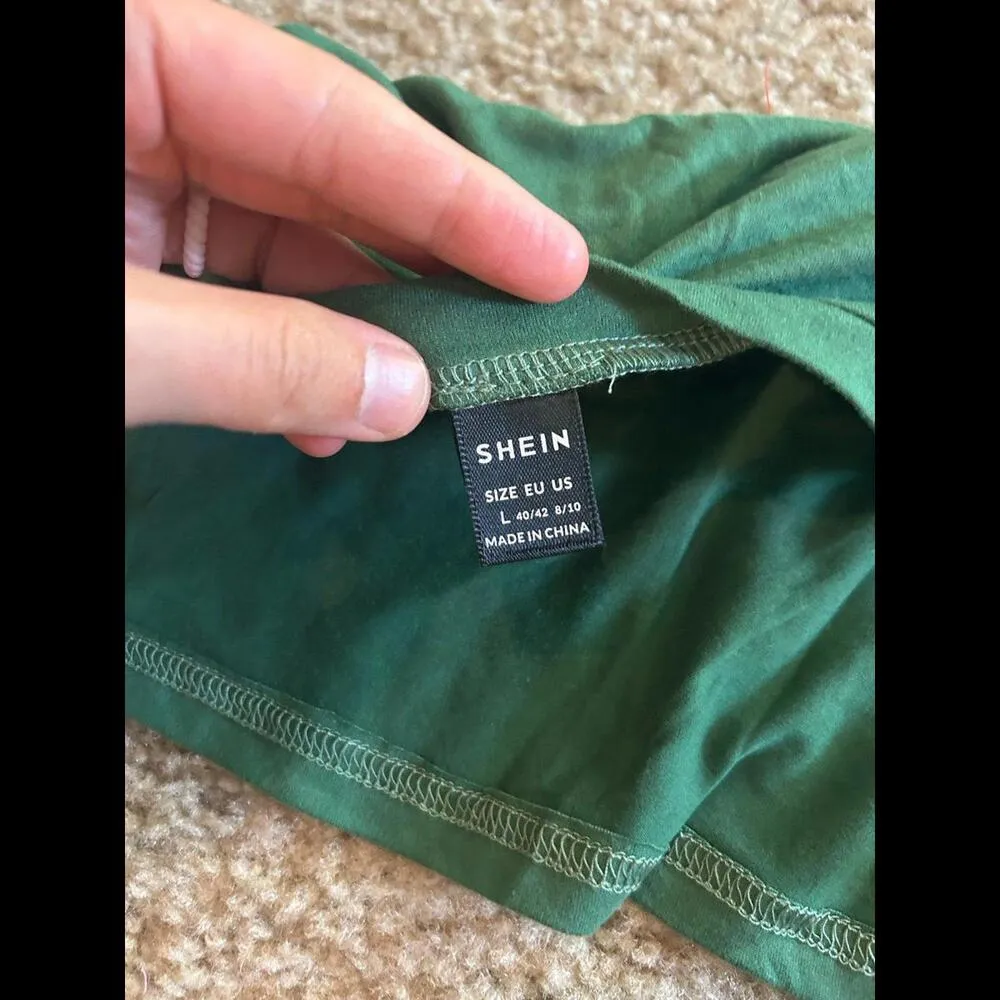 SHEIN
SIZE EU US
L 40/42 8/10
MADE IN CHINA